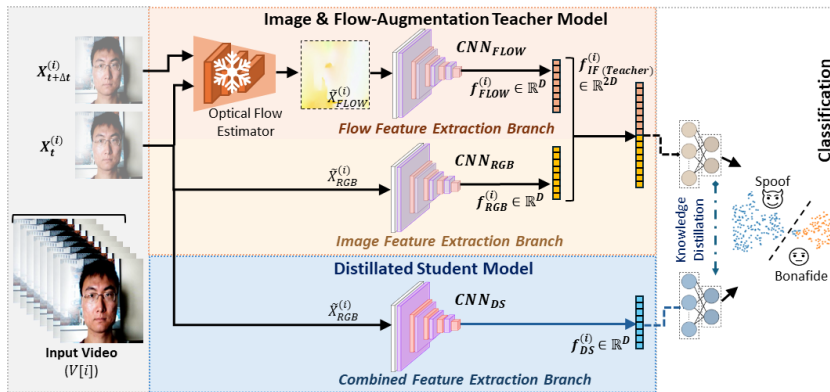 Image & Flow-Augmentation Teacher Model
X_{t+Δt}^{(i)}
X_t^{(i)}
Optical Flow
Estimator
X̃_{FLOW}^{(i)}
CNN_{FLOW}
f_{FLOW}^{(i)} ∈ ℝ^D
Flow Feature Extraction Branch
f_{IF (Teacher)}^{(i)}
∈ ℝ^{2D}
X̃_{RGB}^{(i)}
CNN_{RGB}
f_{RGB}^{(i)} ∈ ℝ^D
Image Feature Extraction Branch
Distilled Student Model
X̃_{RGB}^{(i)}
CNN_{DS}
f_{DS}^{(i)} ∈ ℝ^D
Combined Feature Extraction Branch
Input Video
(V[i])
Knowledge
Distillation
Spoof
Bonafide
Classification